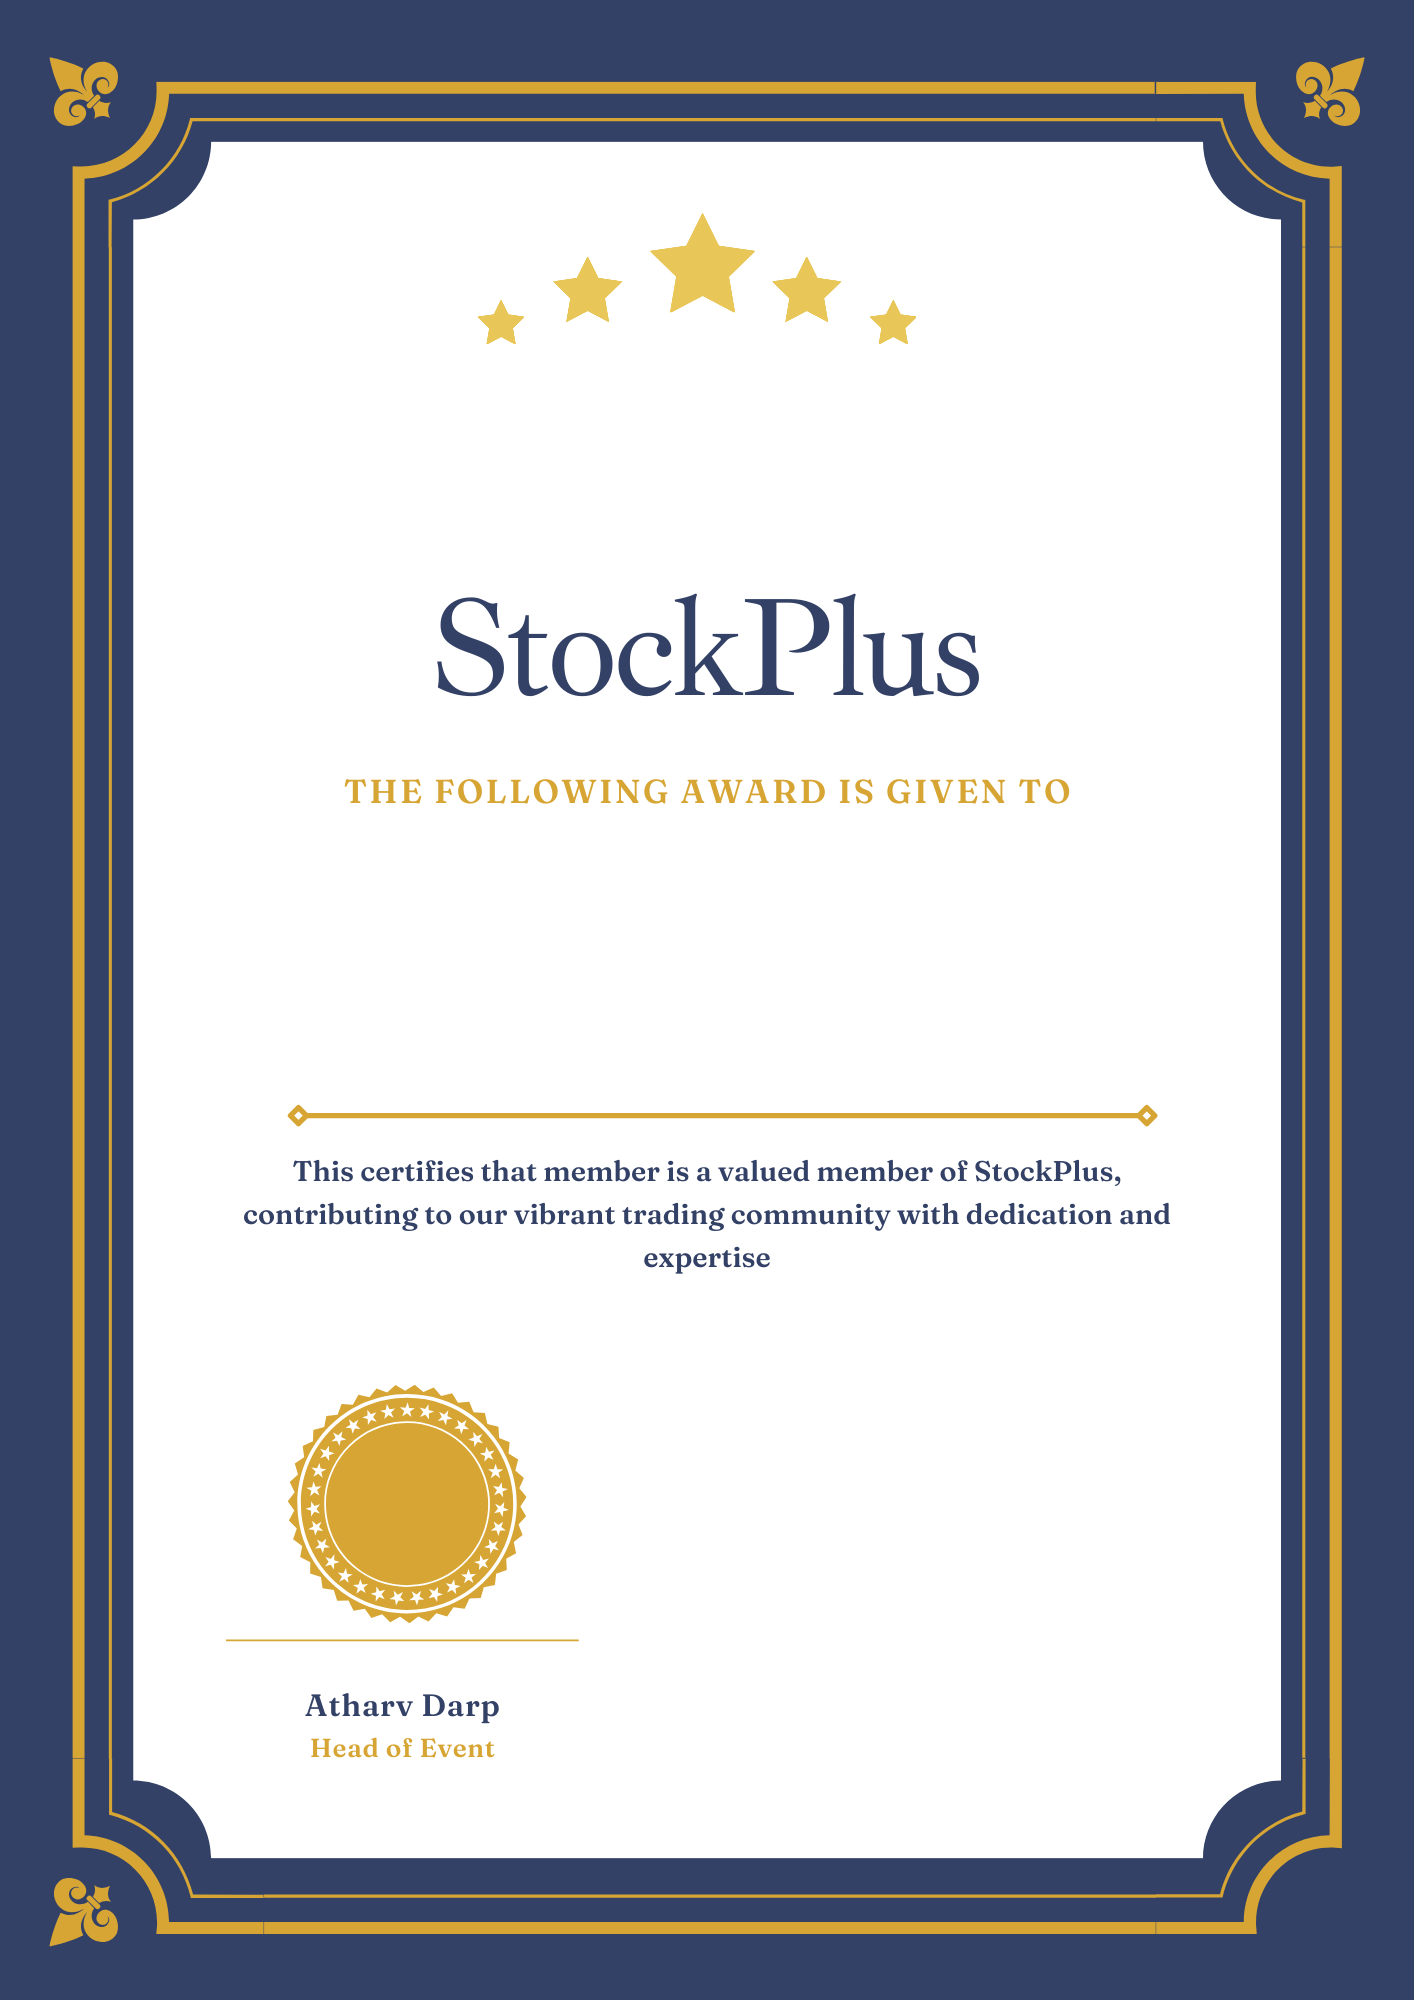 StockPlus
THE FOLLOWING AWARD IS GIVEN TO
This certifies that member is a valued member of StockPlus,
contributing to our vibrant trading community with dedication and
expertise
Atharv Darp
Head of Event